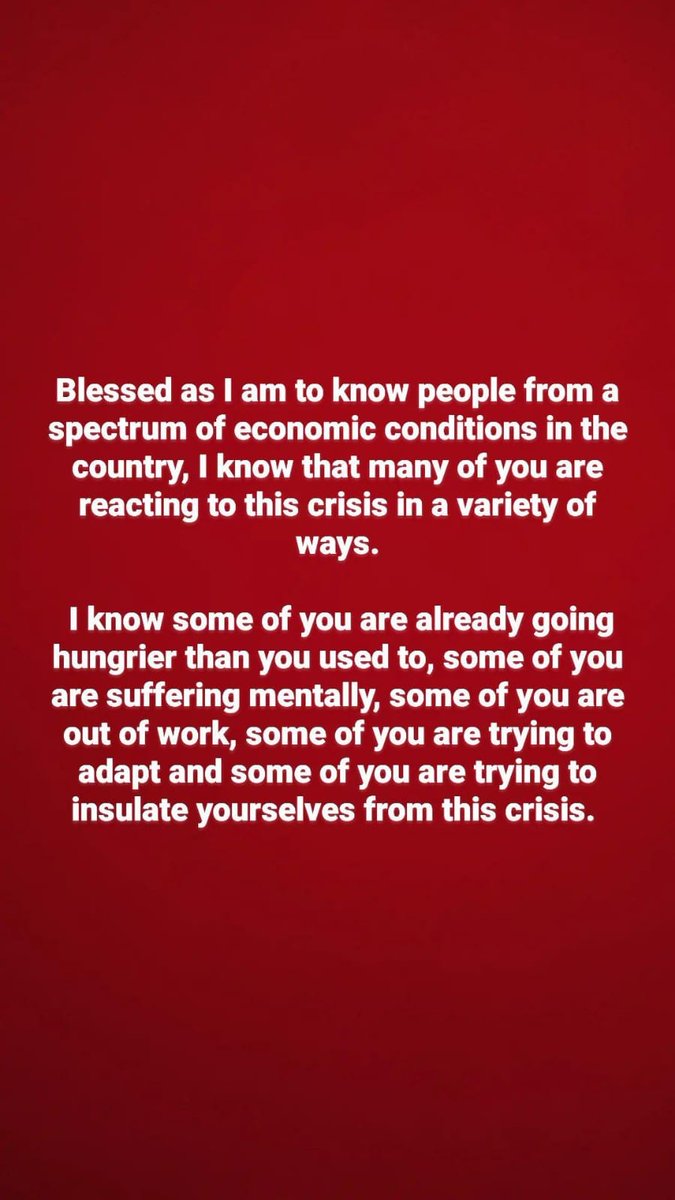 Blessed as I am to know people from a
spectrum of economic conditions in the
country, I know that many of you are
reacting to this crisis in a variety of
ways.
I know some of you are already going
hungrier than you used to, some of you
are suffering mentally, some of you are
out of work, some of you are trying to
adapt and some of you are trying to
insulate yourselves from this crisis.